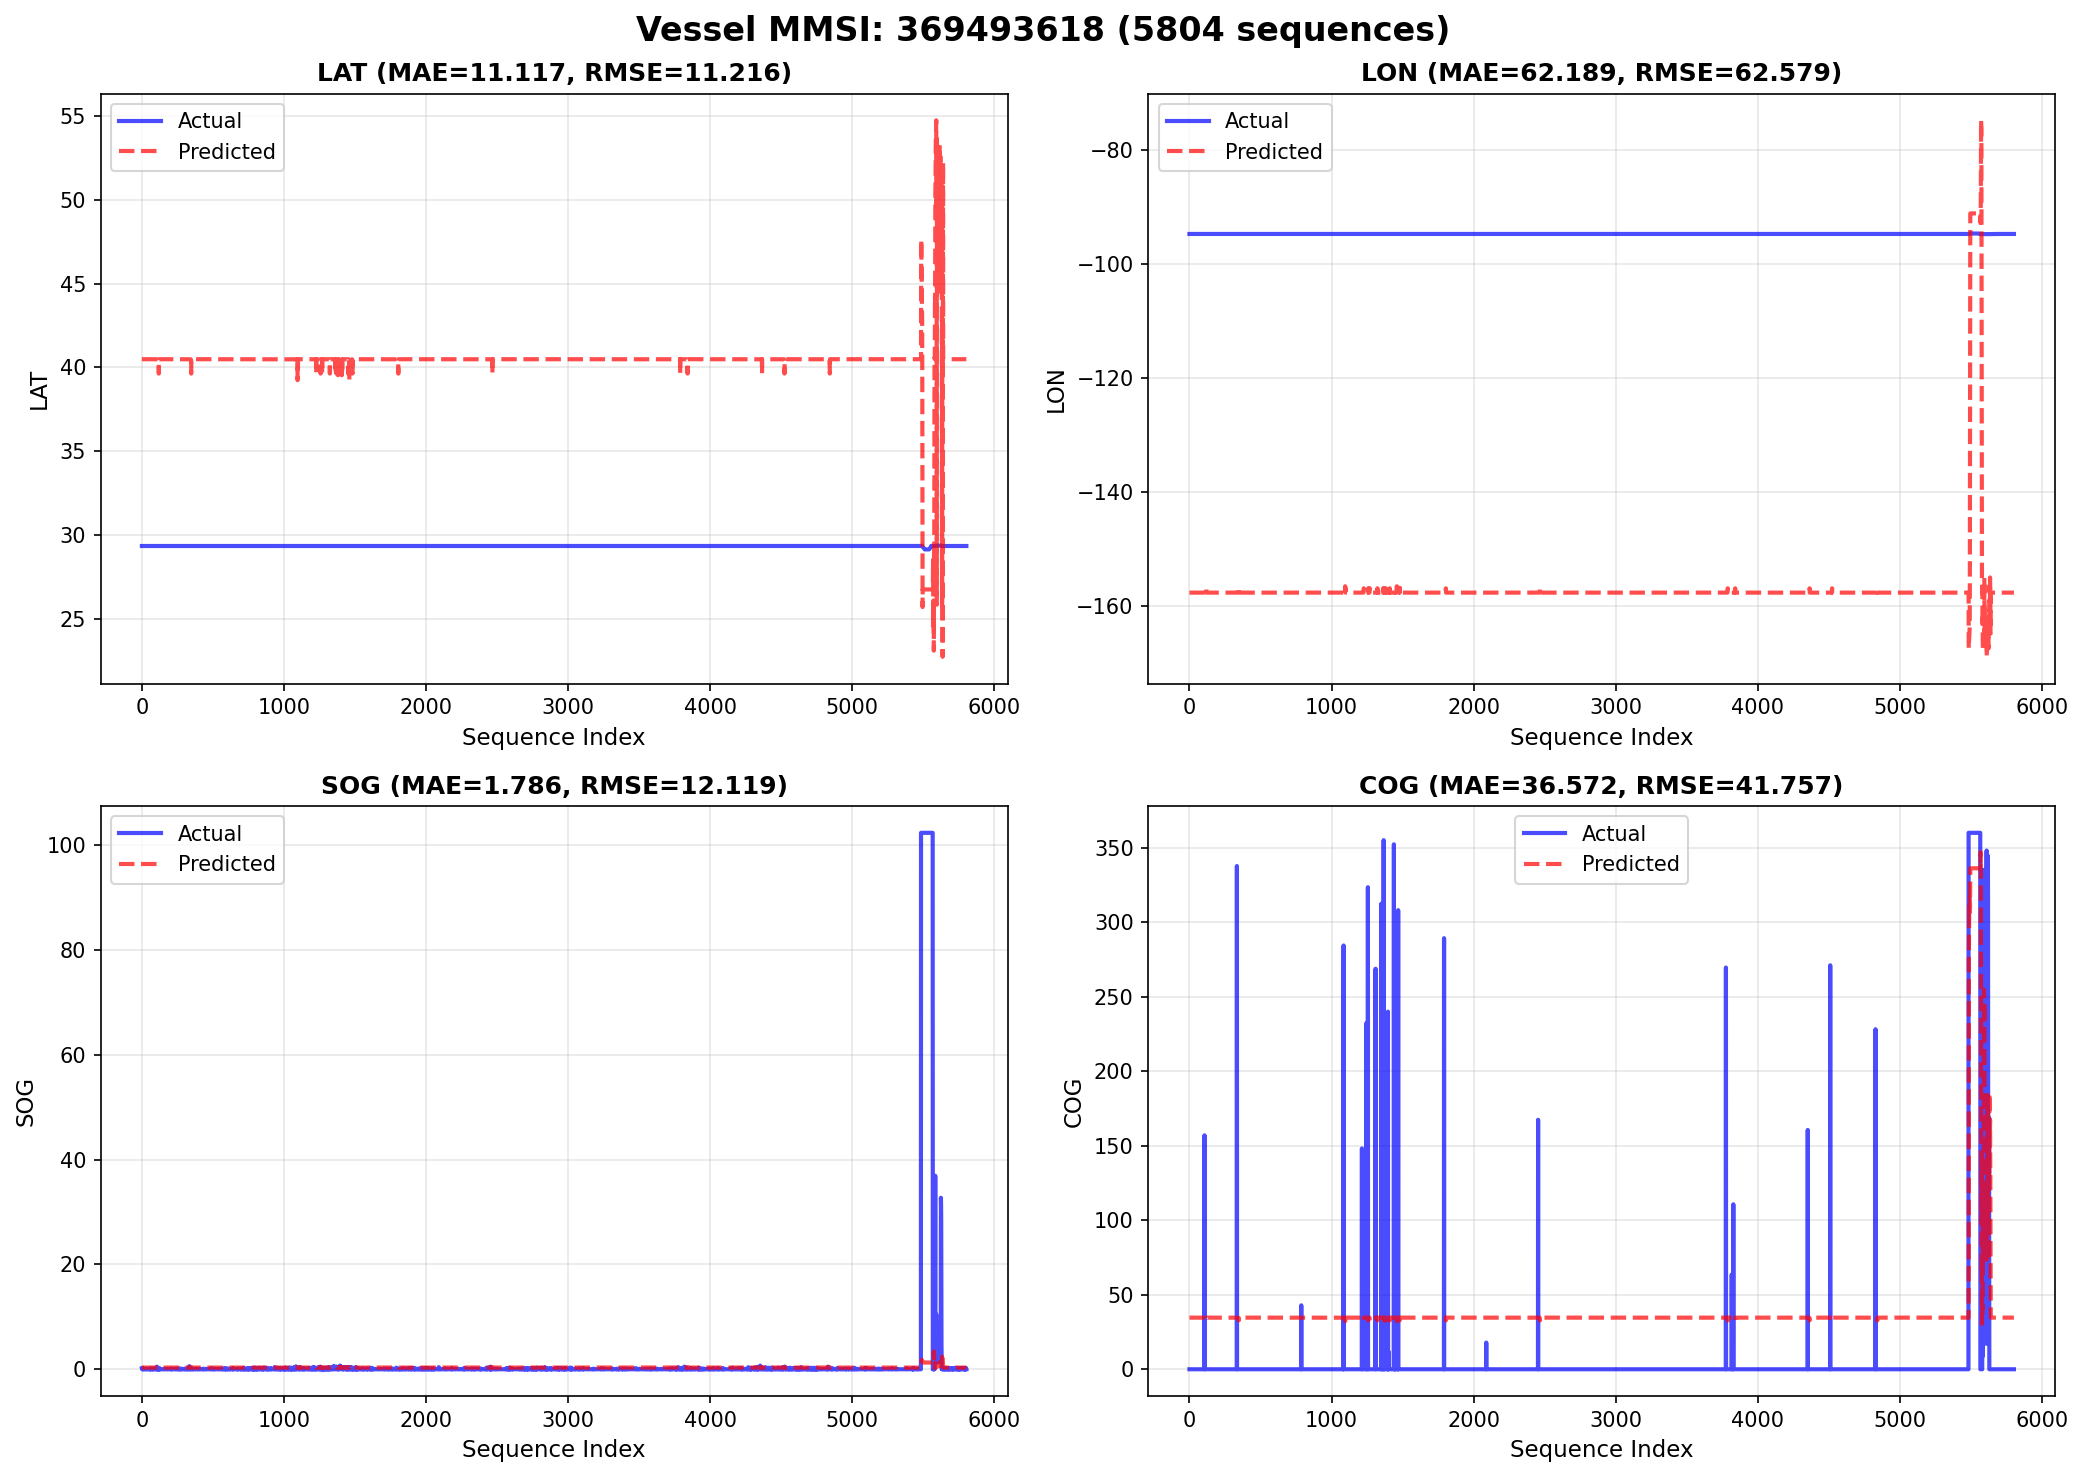 Vessel MMSI: 369493618 (5804 sequences)
LAT (MAE=11.117, RMSE=11.216)
Actual
Predicted
55
50
45
40
35
30
25
LAT
0 1000 2000 3000 4000 5000 6000
Sequence Index
LON (MAE=62.189, RMSE=62.579)
Actual
Predicted
−80
−100
−120
−140
−160
LON
0 1000 2000 3000 4000 5000 6000
Sequence Index
SOG (MAE=1.786, RMSE=12.119)
Actual
Predicted
100
80
60
40
20
0
SOG
0 1000 2000 3000 4000 5000 6000
Sequence Index
COG (MAE=36.572, RMSE=41.757)
Actual
Predicted
350
300
250
200
150
100
50
0
COG
0 1000 2000 3000 4000 5000 6000
Sequence Index